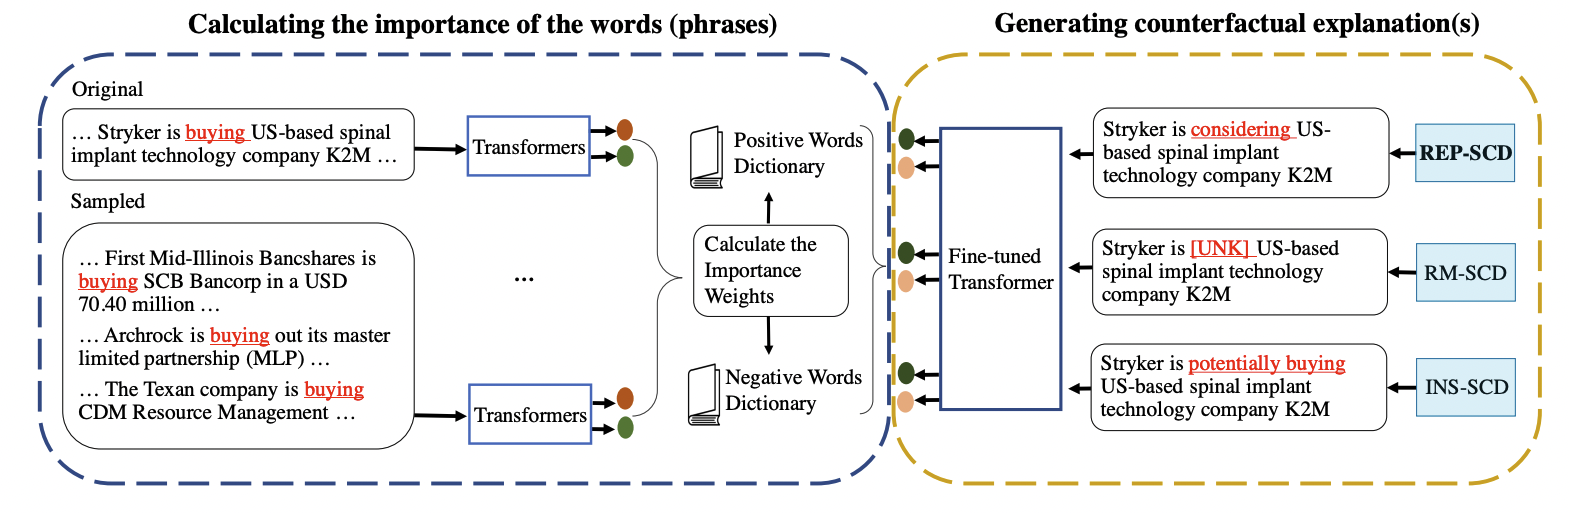 Calculating the importance of the words (phrases)
Original
… Stryker is buying US-based spinal
implant technology company K2M …
Transformers
Sampled
… First Mid-Illinois Bancshares is
buying SCB Bancorp in a USD
70.40 million …
… Archrock is buying out its master
limited partnership (MLP) …
… The Texan company is buying
CDM Resource Management …
...
Transformers
Positive Words
Dictionary
Calculate the
Importance
Weights
Negative Words
Dictionary
Generating counterfactual explanation(s)
Fine-tuned
Transformer
Stryker is considering US-
based spinal implant
technology company K2M
REP-SCD
Stryker is [UNK] US-based
spinal implant technology
company K2M
RM-SCD
Stryker is potentially buying
US-based spinal implant
technology company K2M
INS-SCD